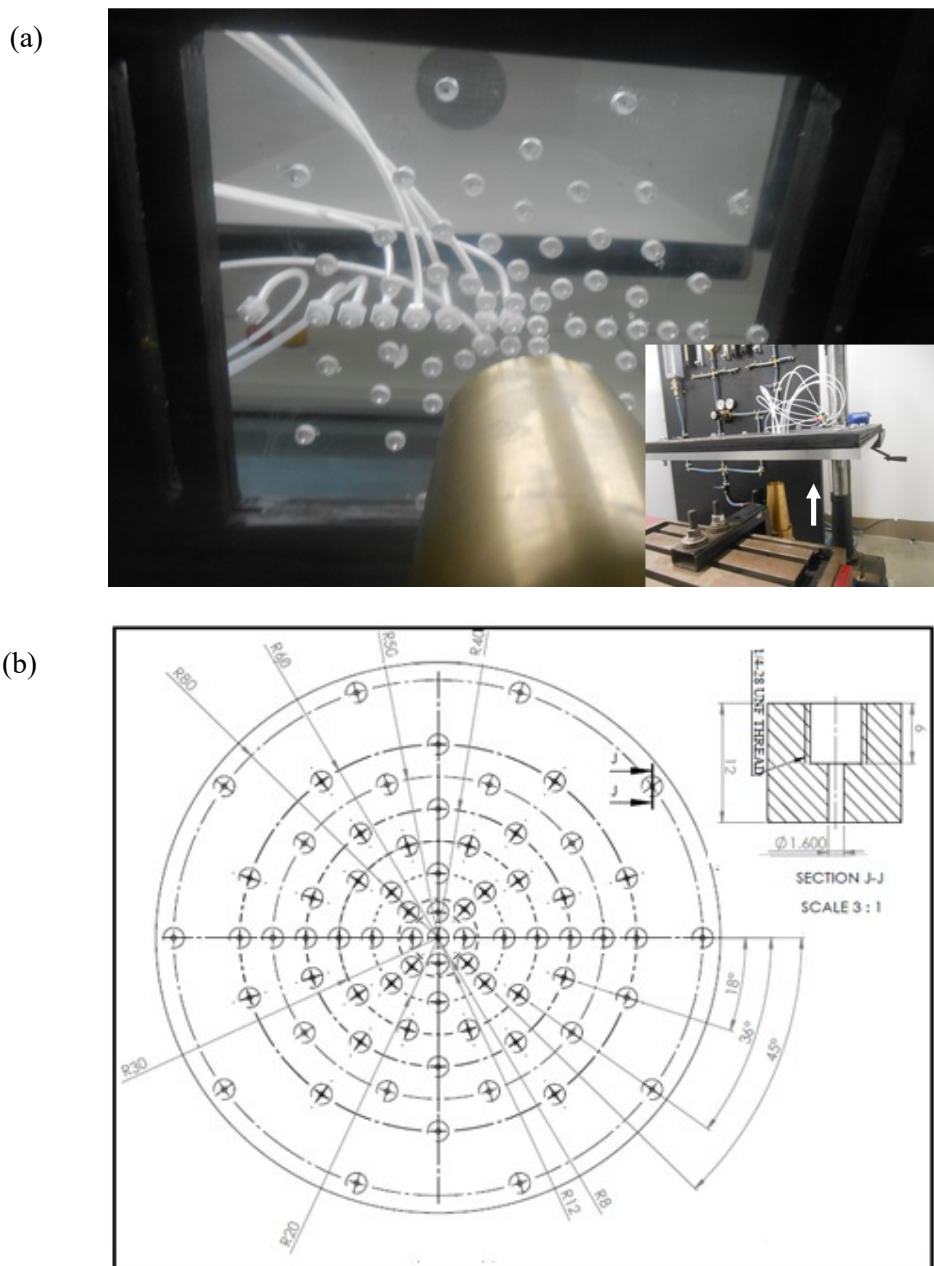 (a)
(b)
R80
R60
R50
R40
1/4-28 UNF THREAD
12
6
J
J
Ø1.600
SECTION J-J
SCALE 3 : 1
18°
36°
45°
R30
R20
R12
R8